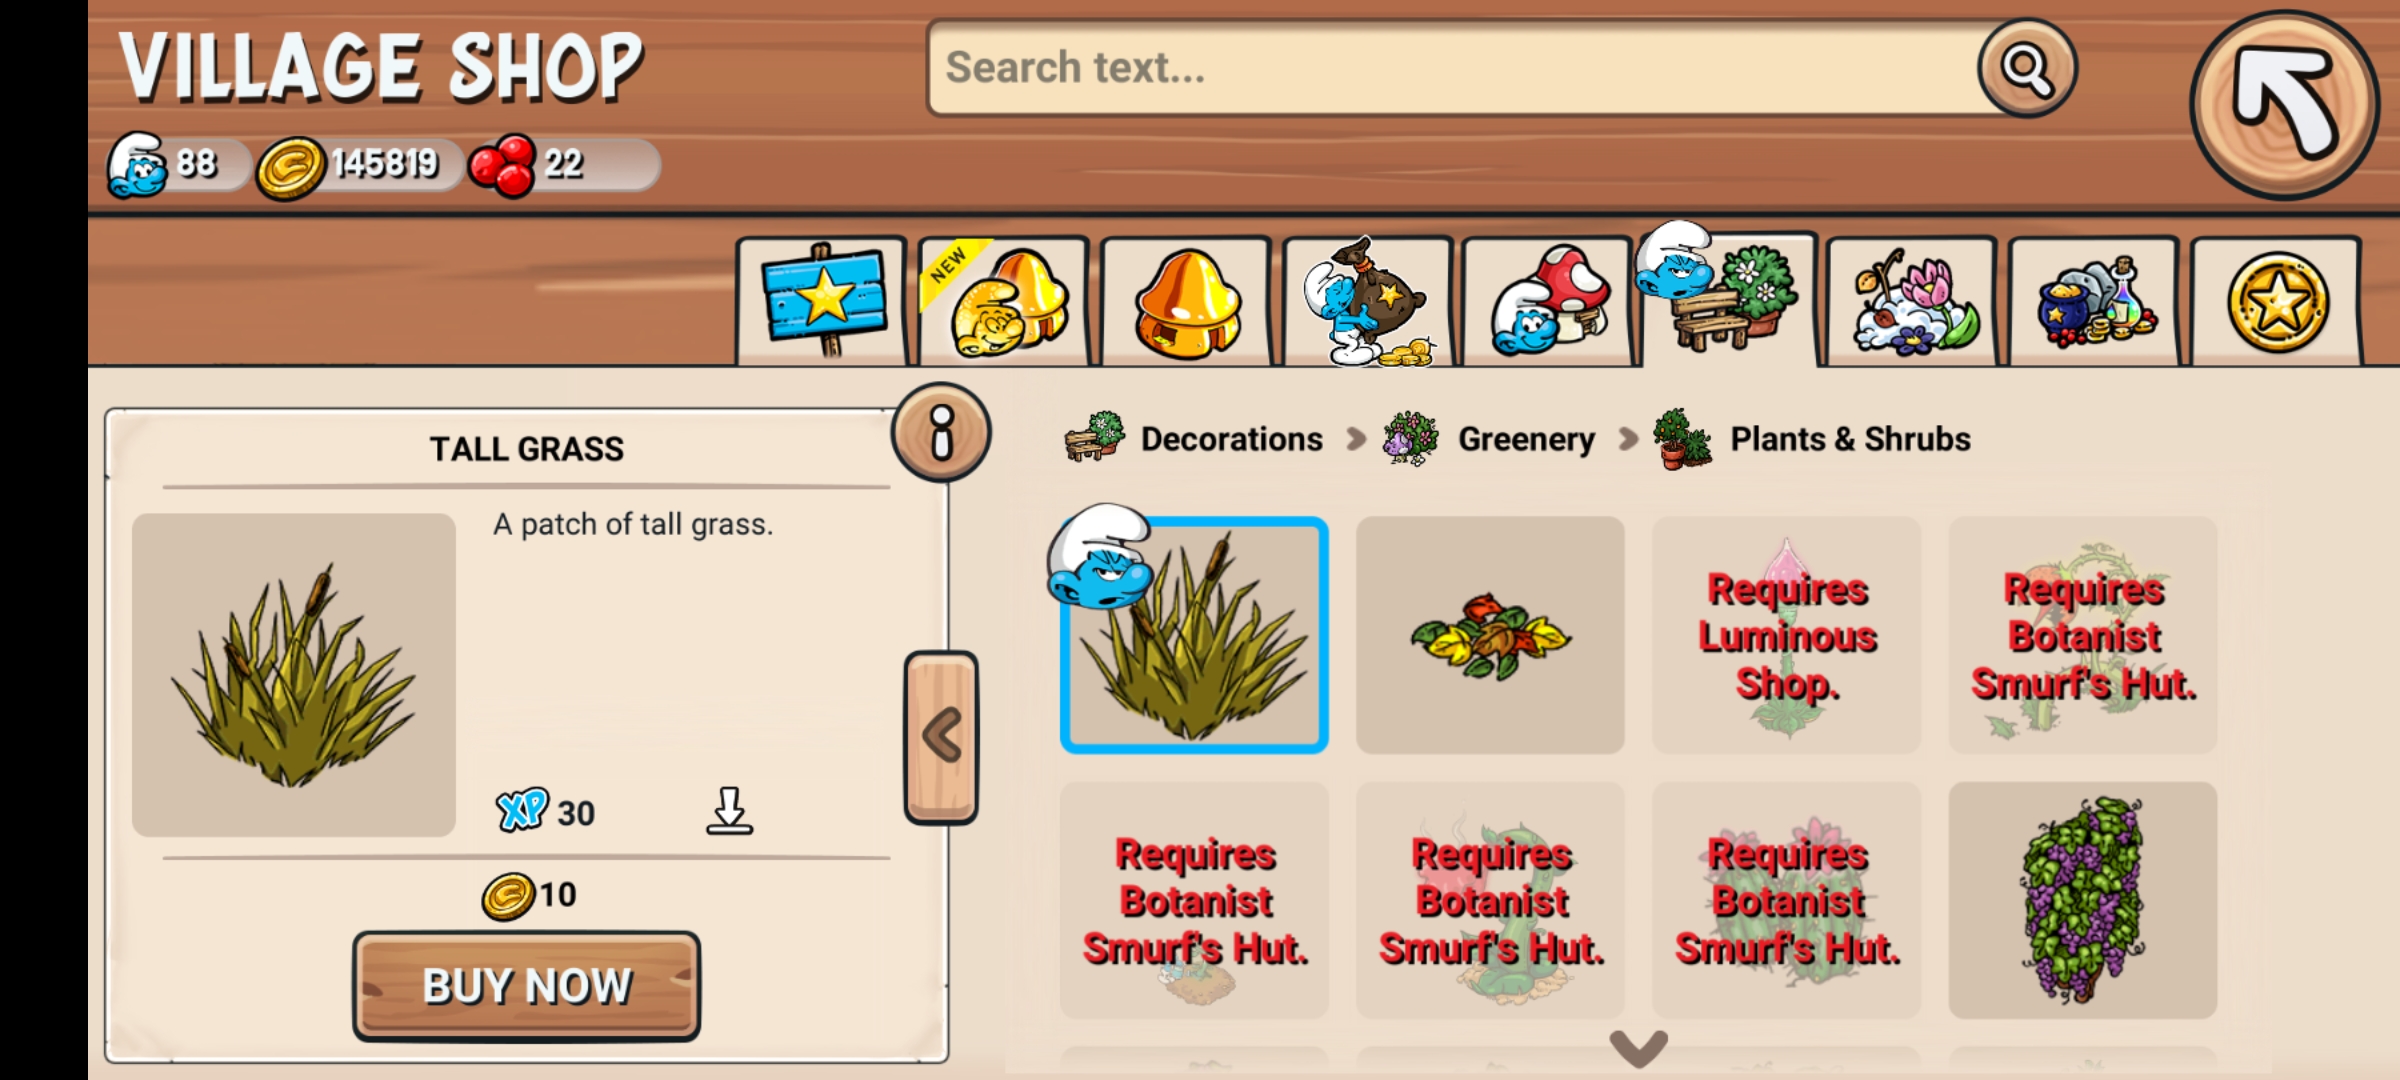 VILLAGE SHOP
Search text...
88
145819
22
NEW
TALL GRASS
A patch of tall grass.
XP 30
10
BUY NOW
Decorations
Greenery
Plants & Shrubs
Requires
Luminous
Shop.
Requires
Botanist
Smurf's Hut.
Requires
Botanist
Smurf's Hut.
Requires
Botanist
Smurf's Hut.
Requires
Botanist
Smurf's Hut.